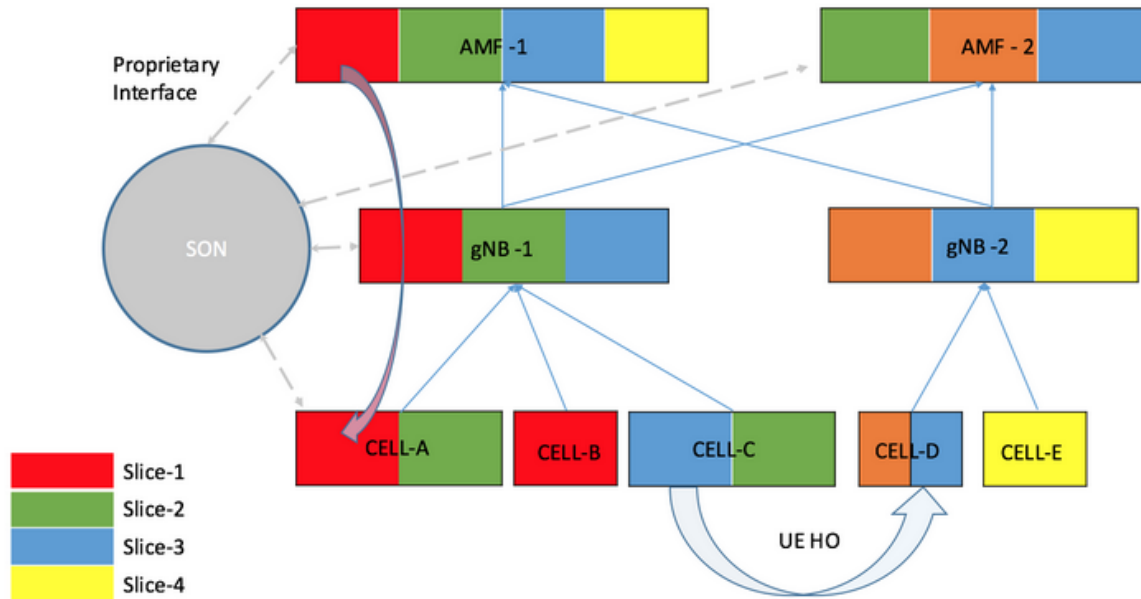 AMF -1
AMF - 2
Proprietary
Interface
SON
gNB -1
gNB -2
CELL-A
CELL-B
CELL-C
CELL-D
CELL-E
Slice-1
Slice-2
Slice-3
Slice-4
UE HO